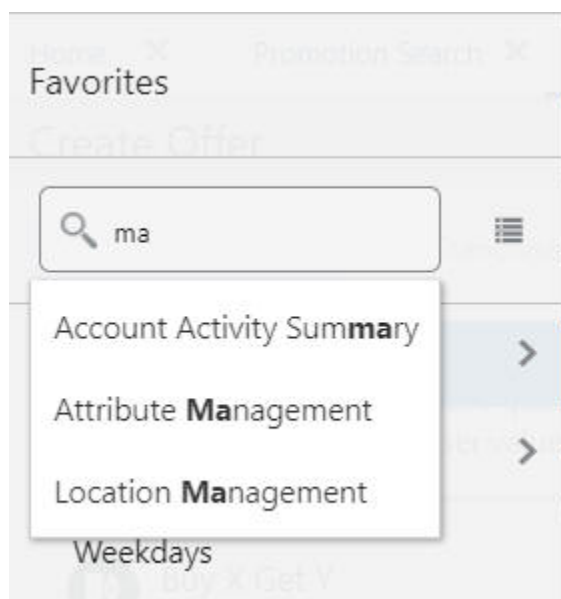 Home
Promotion Search
Favorites
Create Offer
ma
Account Activity Summary
Attribute Management
Location Management
Weekdays
Buy X Get Y